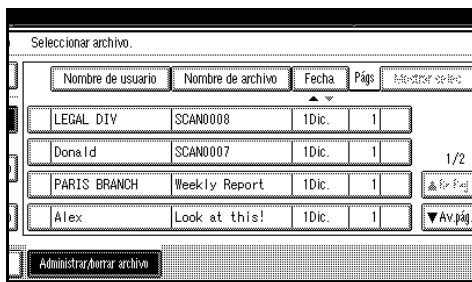 Seleccionar archivo.
Nombre de usuario Nombre de archivo Fecha Págs Mostrar selec.
LEGAL DIV SCAN0008 1Dic. 1
Donald SCAN0007 1Dic. 1
1/2
PARIS BRANCH Weekly Report 1Dic. 1
Alex Look at this! 1Dic. 1 ▼Av.pág.
Administrar/borrar archivo